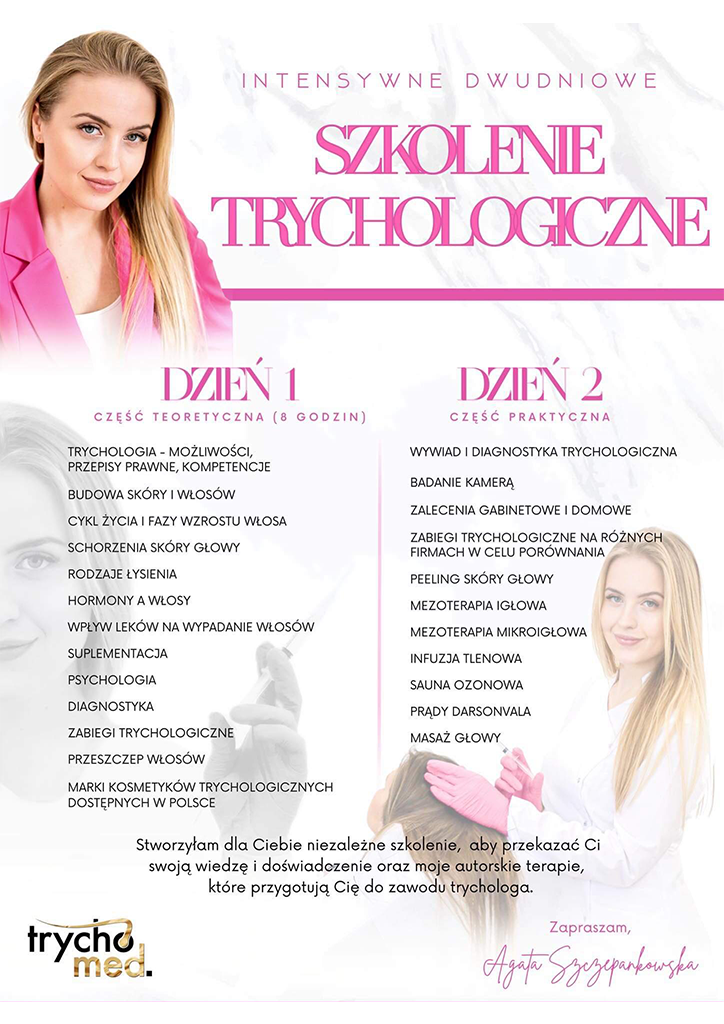 INTENSYWNE DWUDNIOWE
SZKOLENIE
TRYCHOLOGICZNE
DZIEŃ 1
CZĘŚĆ TEORETYCZNA (8 GODZIN)
TRYCHOLOGIA - MOŻLIWOŚCI,
PRZEPISY PRAWNE, KOMPETENCJE
BUDOWA SKÓRY I WŁOSÓW
CYKL ŻYCIA I FAZY WZROSTU WŁOSA
SCHORZENIA SKÓRY GŁOWY
RODZAJE ŁYSIENIA
HORMONY A WŁOSY
WPŁYW LEKÓW NA WYPADANIE WŁOSÓW
SUPLEMENTACJA
PSYCHOLOGIA
DIAGNOSTYKA
ZABIEGI TRYCHOLOGICZNE
PRZESZCZEP WŁOSÓW
MARKI KOSMETYKÓW TRYCHOLOGICZNYCH
DOSTĘPNYCH W POLSCE
DZIEŃ 2
CZĘŚĆ PRAKTYCZNA
WYWIAD I DIAGNOSTYKA TRYCHOLOGICZNA
BADANIE KAMERĄ
ZALECENIA GABINETOWE I DOMOWE
ZABIEGI TRYCHOLOGICZNE NA RÓŻNYCH
FIRMACH W CELU PORÓWNANIA
PEELING SKÓRY GŁOWY
MEZOTERAPIA IGŁOWA
MEZOTERAPIA MIKROIGŁOWA
INFUZJA TLENOWA
SAUNA OZONOWA
PRĄDY DARSONVALA
MASAŻ GŁOWY
Stworzyłam dla Ciebie niezależne szkolenie, aby przekazać Ci
swoją wiedzę i doświadczenie oraz moje autorskie terapie,
które przygotują Cię do zawodu trychologa.
trycho
med.
Zapraszam,
Agata Szczepankowska